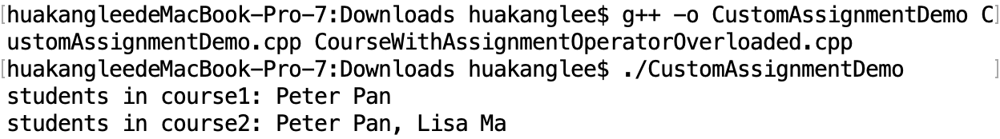 [huakangleedeMacBook-Pro-7:Downloads huakanglee$ g++ -o CustomAssignmentDemo C]
ustomAssignmentDemo.cpp CourseWithAssignmentOperatorOverloaded.cpp
[huakangleedeMacBook-Pro-7:Downloads huakanglee$ ./CustomAssignmentDemo ]
students in course1: Peter Pan
students in course2: Peter Pan, Lisa Ma